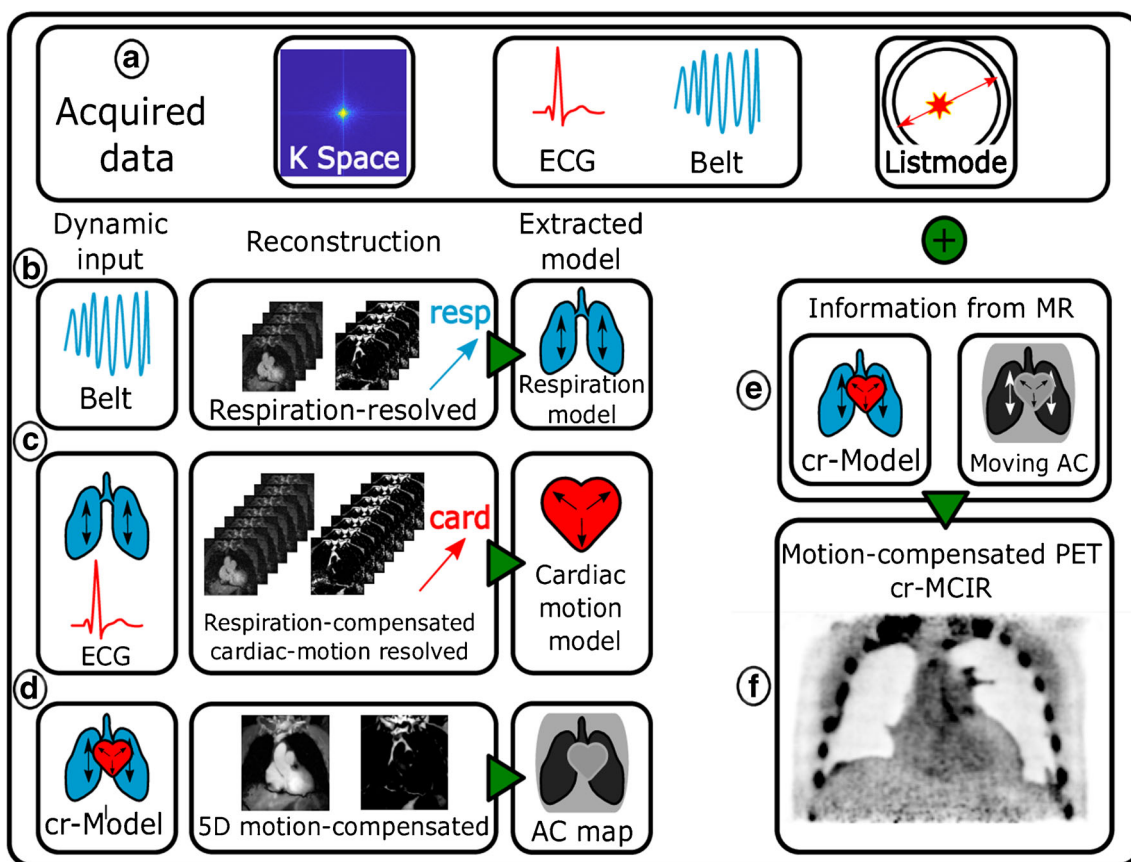 a
Acquired
data
K Space
ECG
Belt
Listmode
Dynamic
input
Reconstruction
Extracted
model
b
Belt
resp
Respiration-resolved
Respiration
model
c
ECG
card
Respiration-compensated
cardiac-motion resolved
Cardiac
motion
model
d
cr-Model
5D motion-compensated
AC map
+
Information from MR
e
cr-Model
Moving AC
Motion-compensated PET
cr-MCIR
f